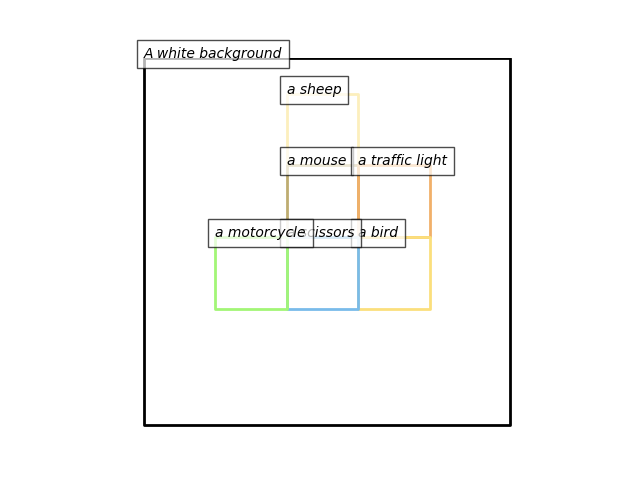 A white background
a sheep
a mouse
a traffic light
a motorcycle
scissors
a bird